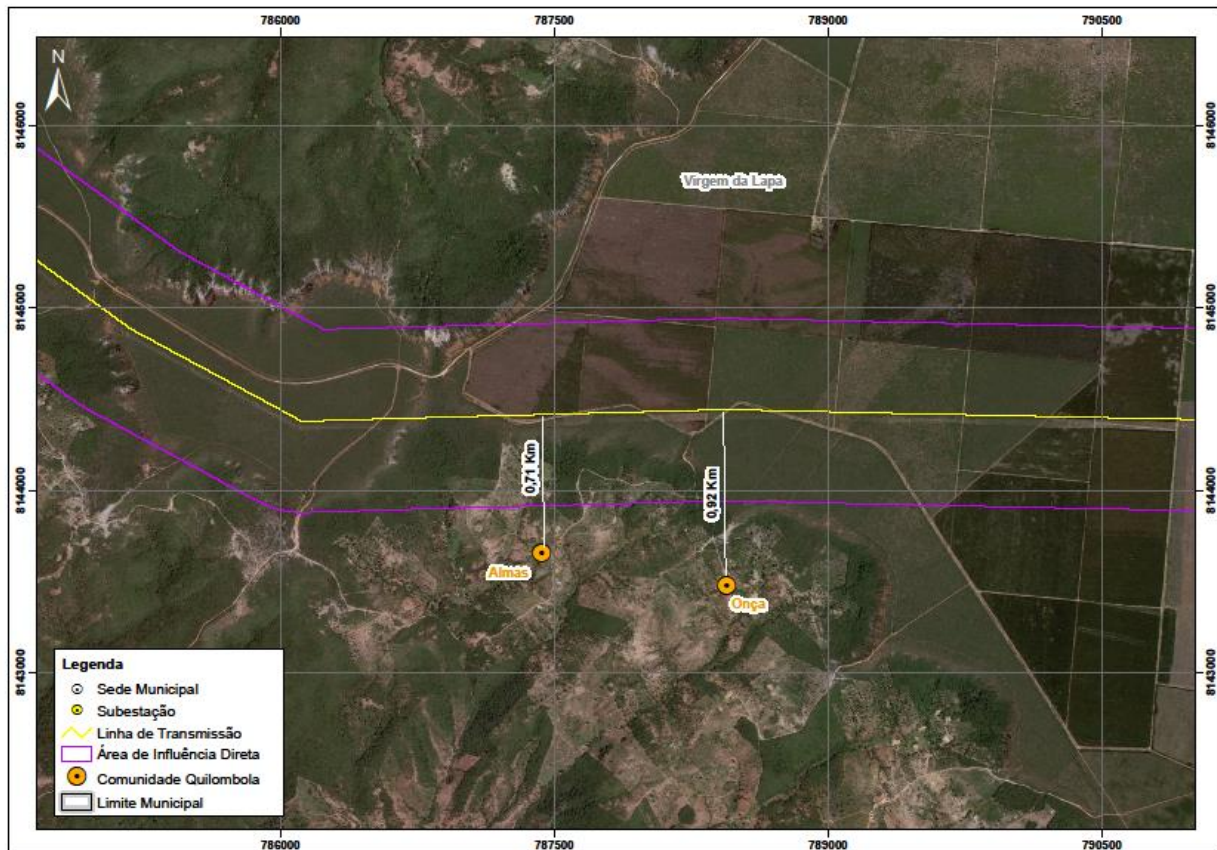 786000
787500
789000
790500
N
8146000
8146000
Virgem da Lapa
8145000
8145000
0,71 Km
0,92 Km
8144000
8144000
Almas
Onça
8143000
8143000
Legenda
Sede Municipal
Subestação
Linha de Transmissão
Área de Influência Direta
Comunidade Quilombola
Limite Municipal
786000
787500
789000
790500